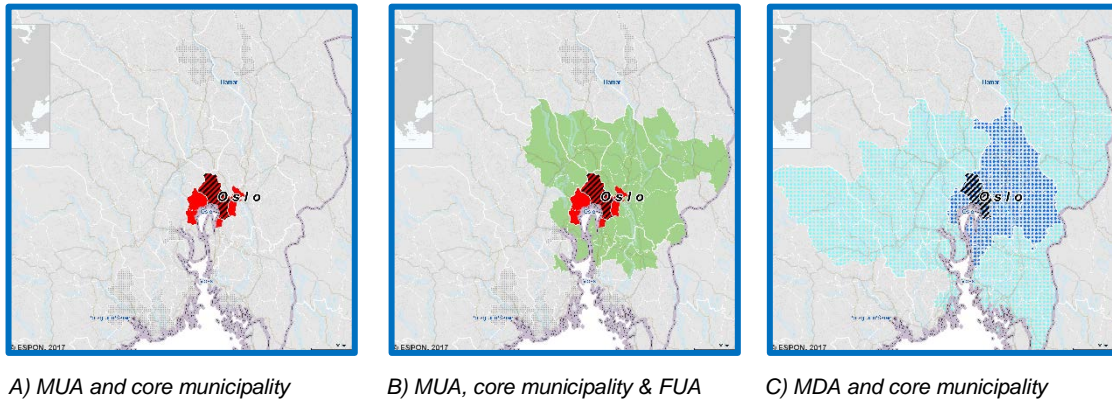 Hamar
Oslo
© ESPON, 2017
Hamar
Oslo
© ESPON, 2017
Hamar
Oslo
© ESPON, 2017
A) MUA and core municipality
B) MUA, core municipality & FUA
C) MDA and core municipality